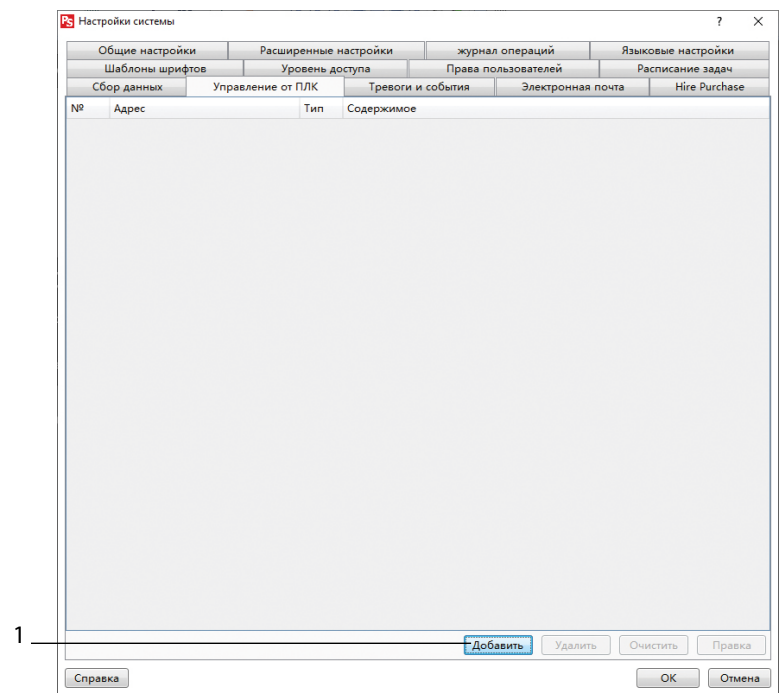 PS Настройки системы ? ×
Общие настройки Расширенные настройки журнал операций Языковые настройки
Шаблоны шрифтов Уровень доступа Права пользователей Расписание задач
Сбор данных Управление от ПЛК Тревоги и события Электронная почта Hire Purchase
№ Адрес Тип Содержимое
1 Добавить Удалить Очистить Правка
Справка OK Отмена